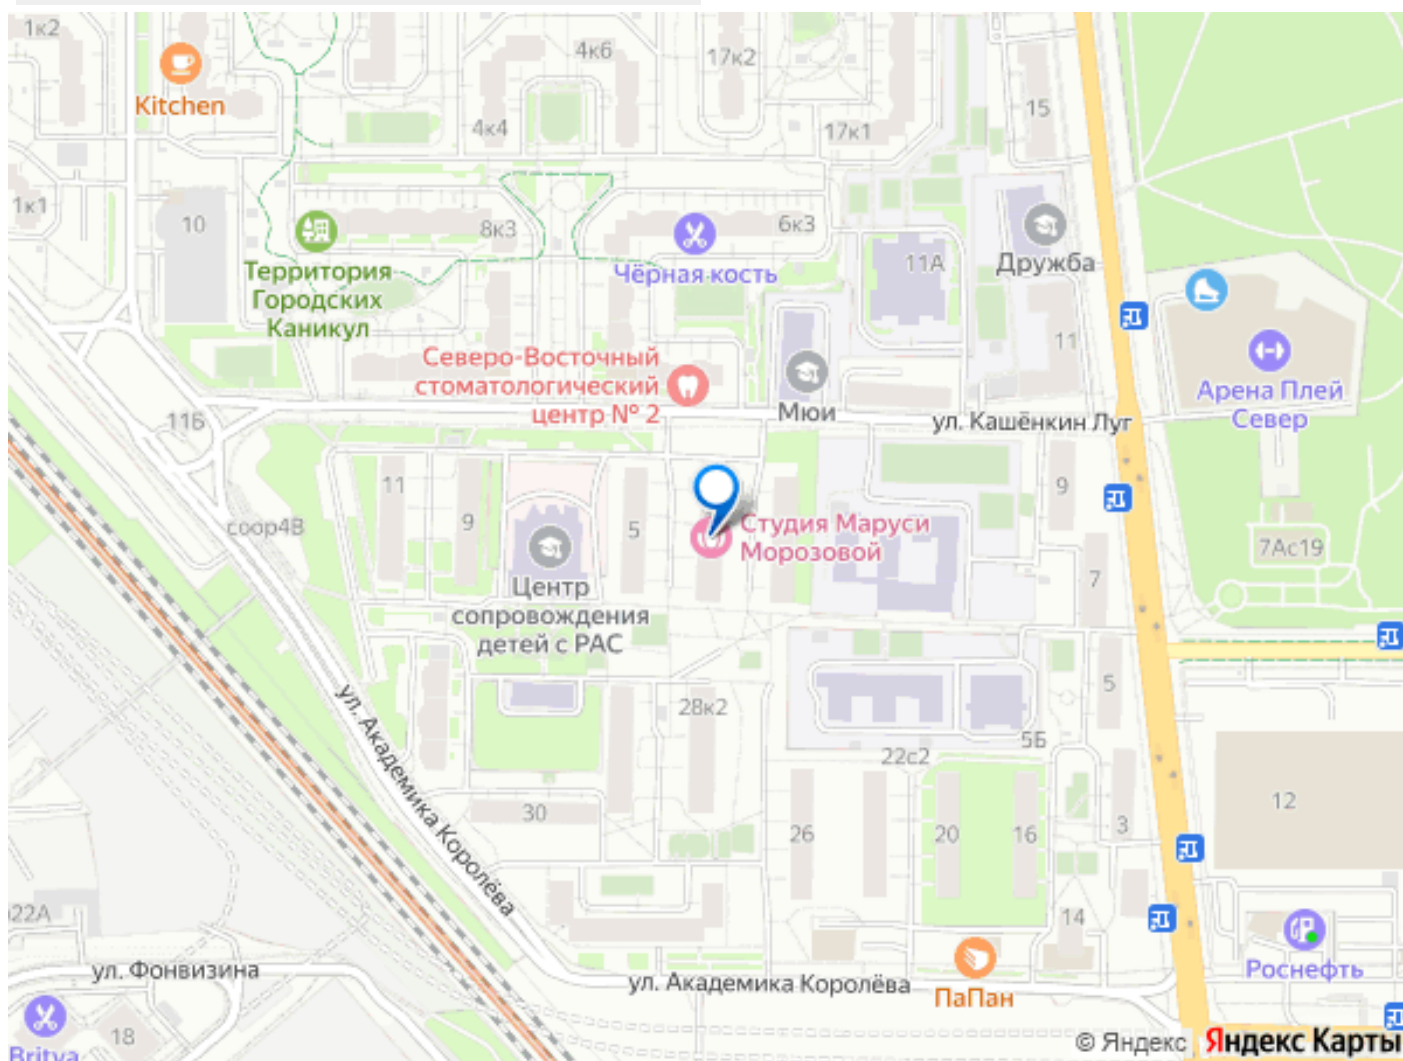 1к2
4к6
17к2
Kitchen
15
4к4
17к1
1к1
10
8к3
6к3
Территория
Городских
Каникул
Чёрная кость
11А
Дружба
11
Северо-Восточный
стоматологический
центр № 2
Мюи
Арена Плей
Север
11Б
ул. Кашёнкин Луг
11
9
5
9
соор4В
Студия Маруси
Морозовой
7Ас19
Центр
сопровождения
детей с РАС
7
ул. Академика Королёва
28к2
5
5Б
22с2
30
26
20
16
3
12
22А
14
ул. Фонвизина
ул. Академика Королёва
ПаПан
Роснефть
18
Britva
© Яндекс
Яндекс Карты